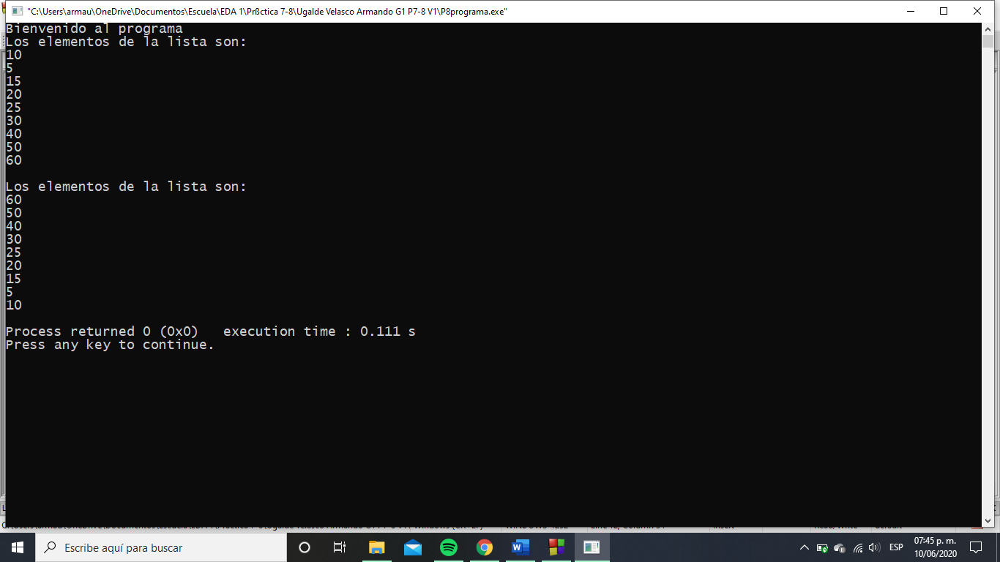 "C:\Users\armau\OneDrive\Documentos\Escuela\EDA 1\Prßctica 7-8\Ugalde Velasco Armando G1 P7-8 V1\P8programa.exe"
Bienvenido al programa
Los elementos de la lista son:
10
5
15
20
25
30
40
50
60
Los elementos de la lista son:
60
50
40
30
25
20
15
5
10
Process returned 0 (0x0)   execution time : 0.111 s
Press any key to continue.
Escribe aquí para buscar
ESP
07:45 p. m.
10/06/2020